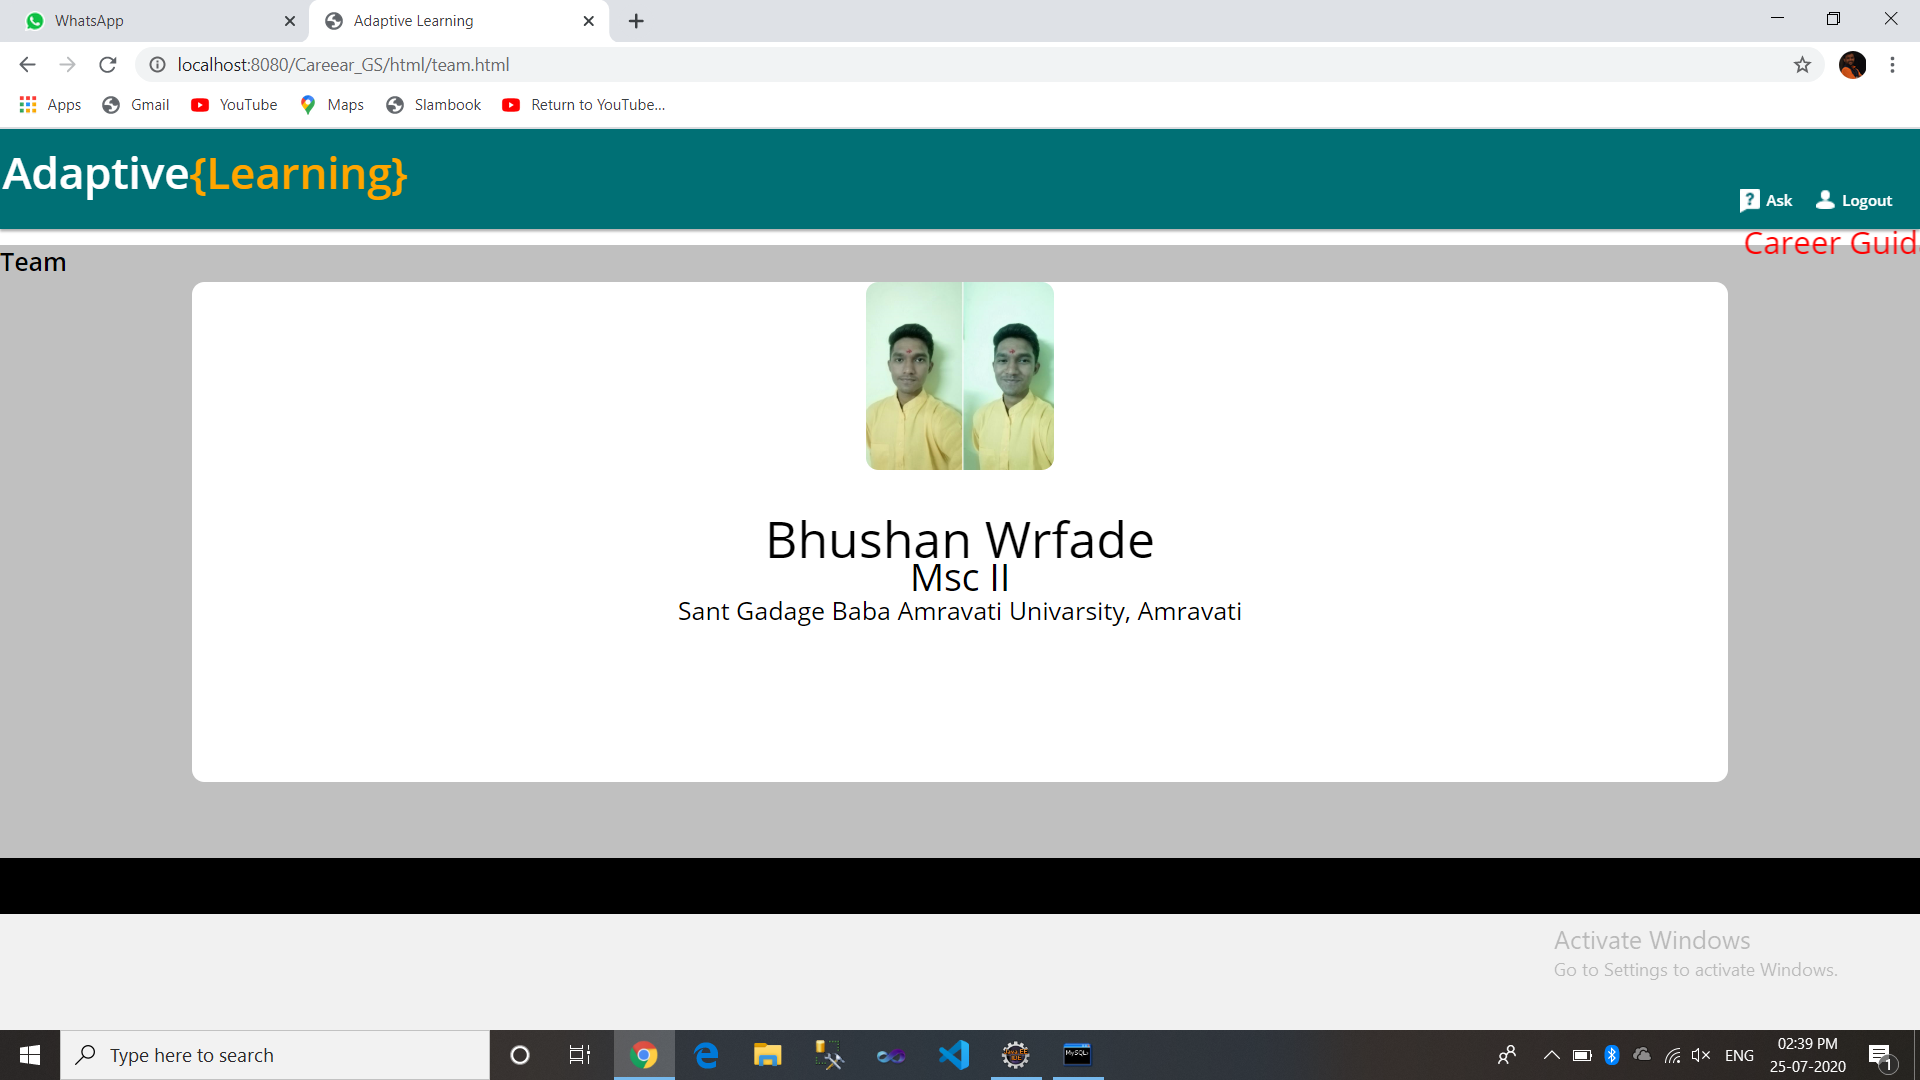 WhatsApp
Adaptive Learning
localhost:8080/Careear_GS/html/team.html
Apps Gmail YouTube Maps Slambook Return to YouTube...
Adaptive{Learning}
? Ask Logout
Career Guid
Team
Bhushan Wrfade
Msc II
Sant Gadage Baba Amravati Univarsity, Amravati
Activate Windows
Go to Settings to activate Windows.
Type here to search
MySQL
ENG
02:39 PM
25-07-2020
1